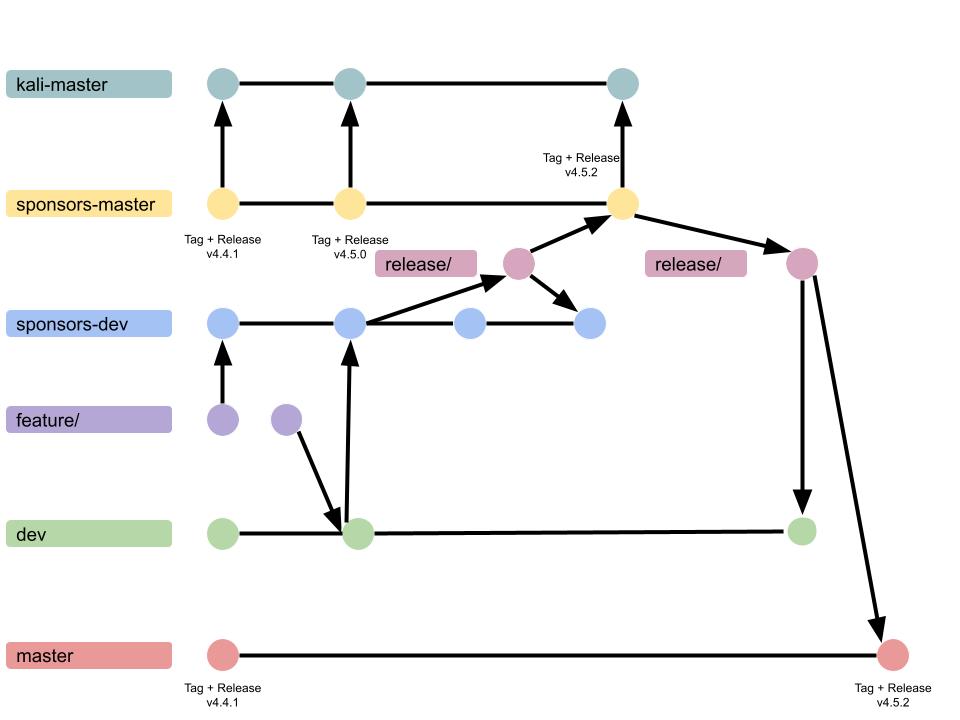 kali-master
Tag + Release
v4.5.2
sponsors-master
Tag + Release
v4.4.1
Tag + Release
v4.5.0
release/
release/
sponsors-dev
feature/
dev
master
Tag + Release
v4.4.1
Tag + Release
v4.5.2